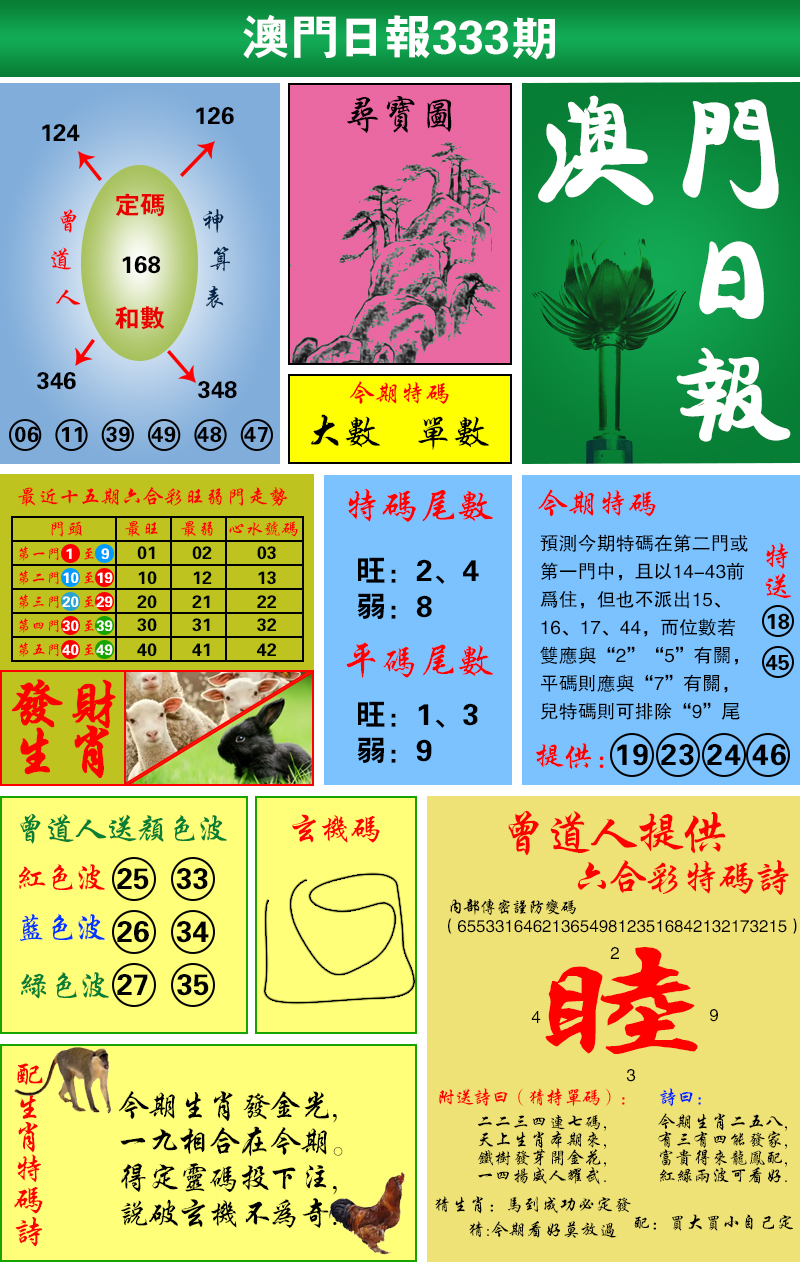 澳門日報333期
124
126
曾道人
定碼
168
和數
神算表
346
348
06 11 39 49 48 47
尋寶圖
今期特碼
大數 單數
澳門
日
報
最近十五期六合彩旺弱門走勢
門頭 最旺 最弱 心水號碼
第一門1至9 01 02 03
第二門10至19 10 12 13
第三門20至29 20 21 22
第四門30至39 30 31 32
第五門40至49 40 41 42
發財
生肖
特碼尾數
旺：2、4
弱：8
平碼尾數
旺：1、3
弱：9
今期特碼
預測今期特碼在第二門或
第一門中，且以14-43前
爲住，但也不派出15、
16、17、44，而位數若
雙應與“2”“5”有關，
平碼則應與“7”有關，
兒特碼則可排除“9”尾
特送
18
45
提供：19 23 24 46
曾道人送顏色波
紅色波 25 33
藍色波 26 34
綠色波 27 35
玄機碼
曾道人提供
六合彩特碼詩
內部傳密謹防變碼
（65533164621365498123516842132173215）
2
4 睦 9
3
附送詩曰（猜特單碼）：
二二三四連七碼，
天上生肖本期來，
鐵樹發芽開金花，
一四揚威人耀武．
詩曰：
今期生肖二五八，
有三有四能發家，
富貴得來龍鳳配，
紅綠兩波可看好．
猜生肖：馬到成功必定發
猜:今期看好莫放過 配：買大買小自己定
配生肖特碼詩
今期生肖發金光，
一九相合在今期。
得定靈碼投下注，
說破玄機不爲奇．